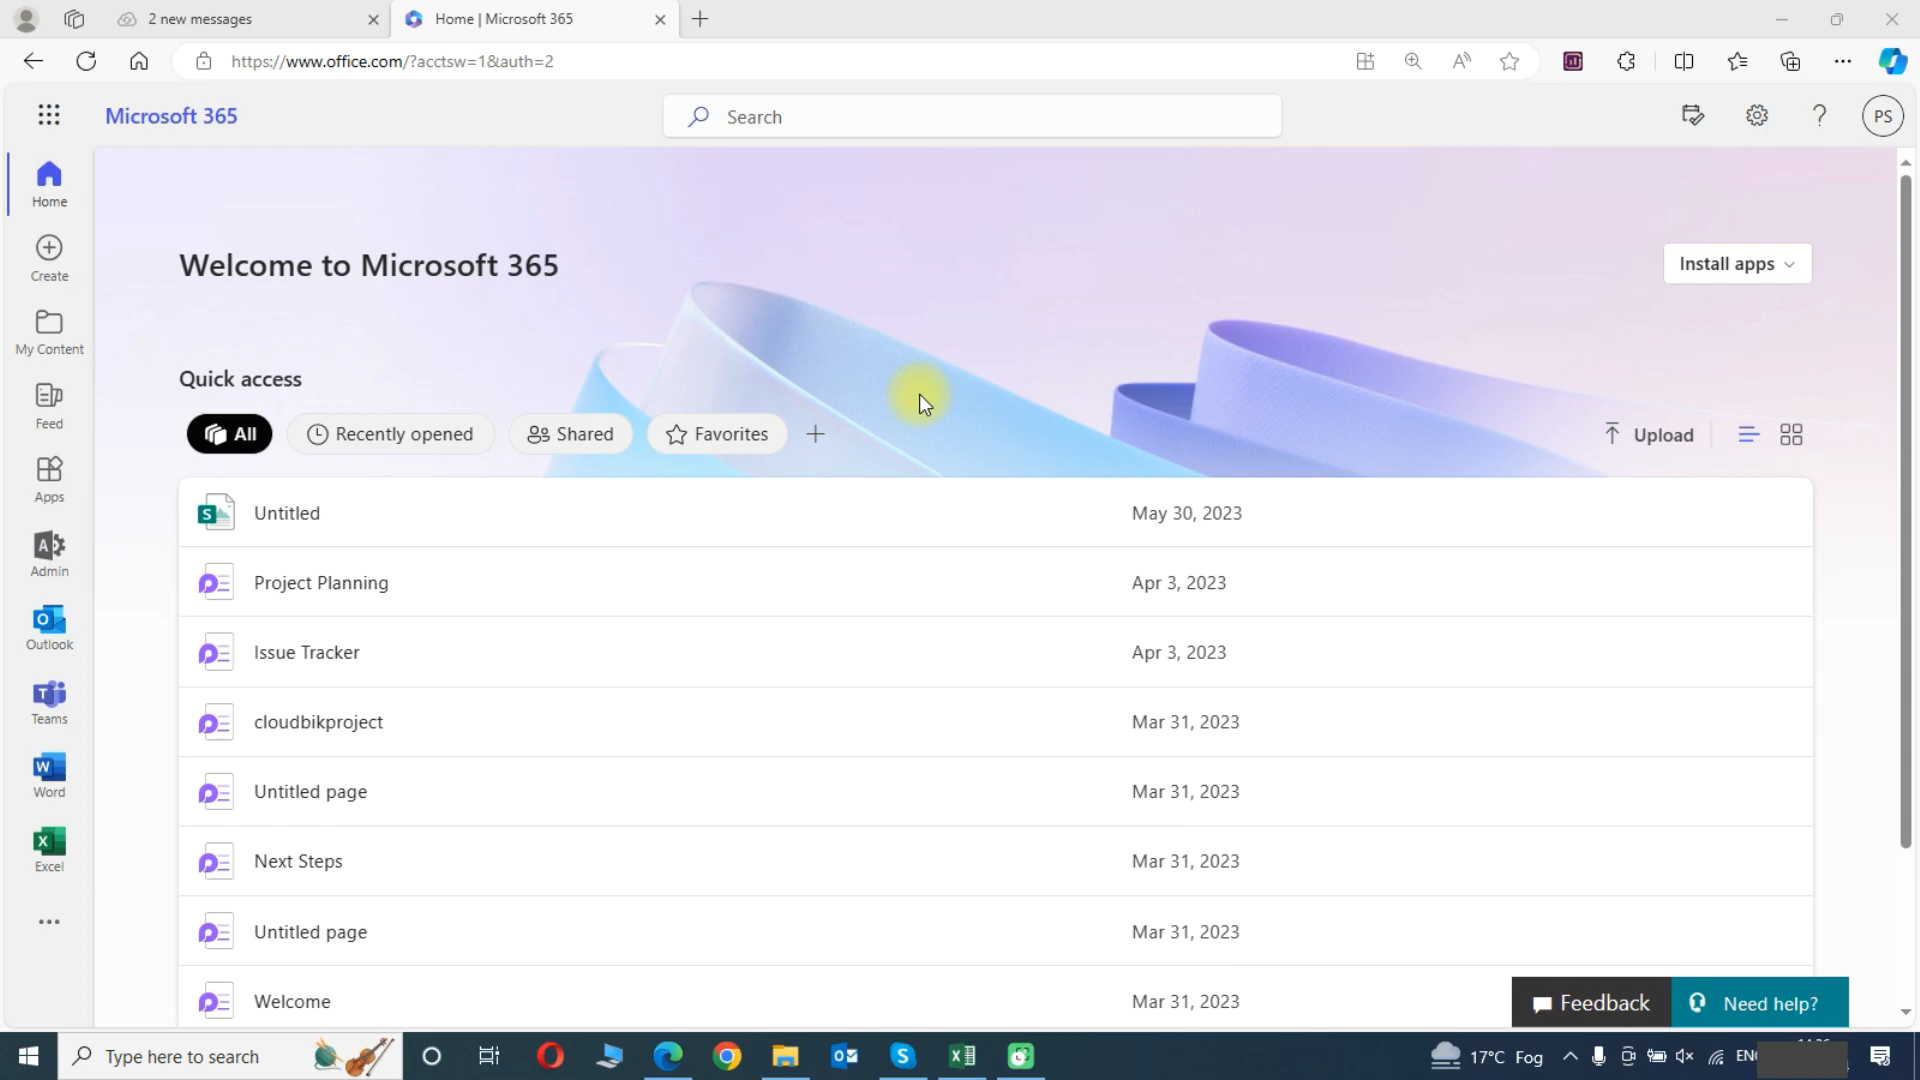 2 new messages
Home | Microsoft 365
https://www.office.com/?acctsw=1&auth=2
Microsoft 365
Search
PS
Home
Create
My Content
Feed
Apps
Admin
Outlook
Teams
Word
Excel
Welcome to Microsoft 365
Install apps
Quick access
All
Recently opened
Shared
Favorites
Upload
Untitled May 30, 2023
Project Planning Apr 3, 2023
Issue Tracker Apr 3, 2023
cloudbikproject Mar 31, 2023
Untitled page Mar 31, 2023
Next Steps Mar 31, 2023
Untitled page Mar 31, 2023
Welcome Mar 31, 2023
Feedback
Need help?
Type here to search
17°C Fog